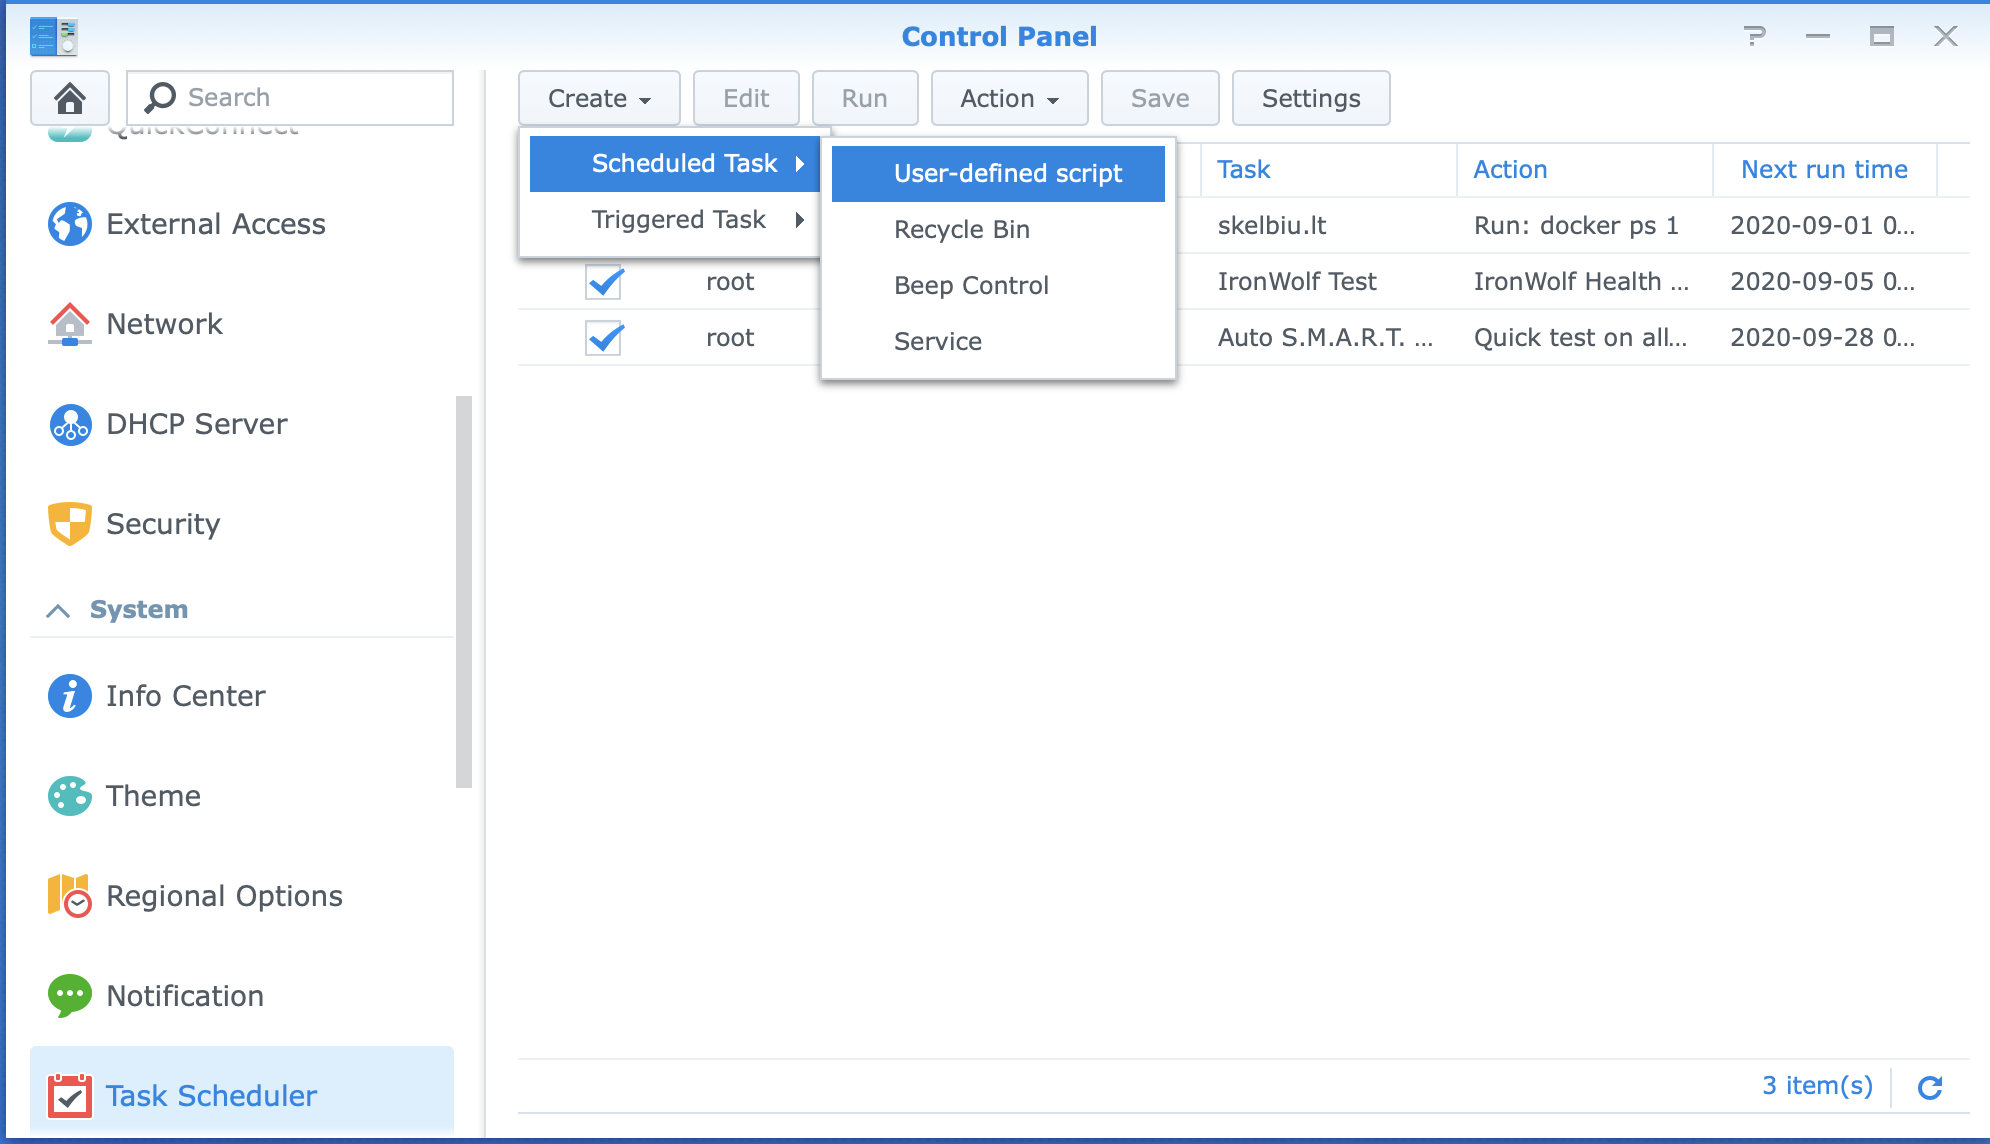 Control Panel
Search
Create
Edit
Run
Action
Save
Settings
QuickConnect
External Access
Network
DHCP Server
Security
System
Info Center
Theme
Regional Options
Notification
Task Scheduler
Scheduled Task
Triggered Task
User-defined script
Recycle Bin
Beep Control
Service
Task Action Next run time
skelbiu.lt Run: docker ps 1 2020-09-01 0...
root IronWolf Test IronWolf Health ... 2020-09-05 0...
root Auto S.M.A.R.T. ... Quick test on all... 2020-09-28 0...
3 item(s)